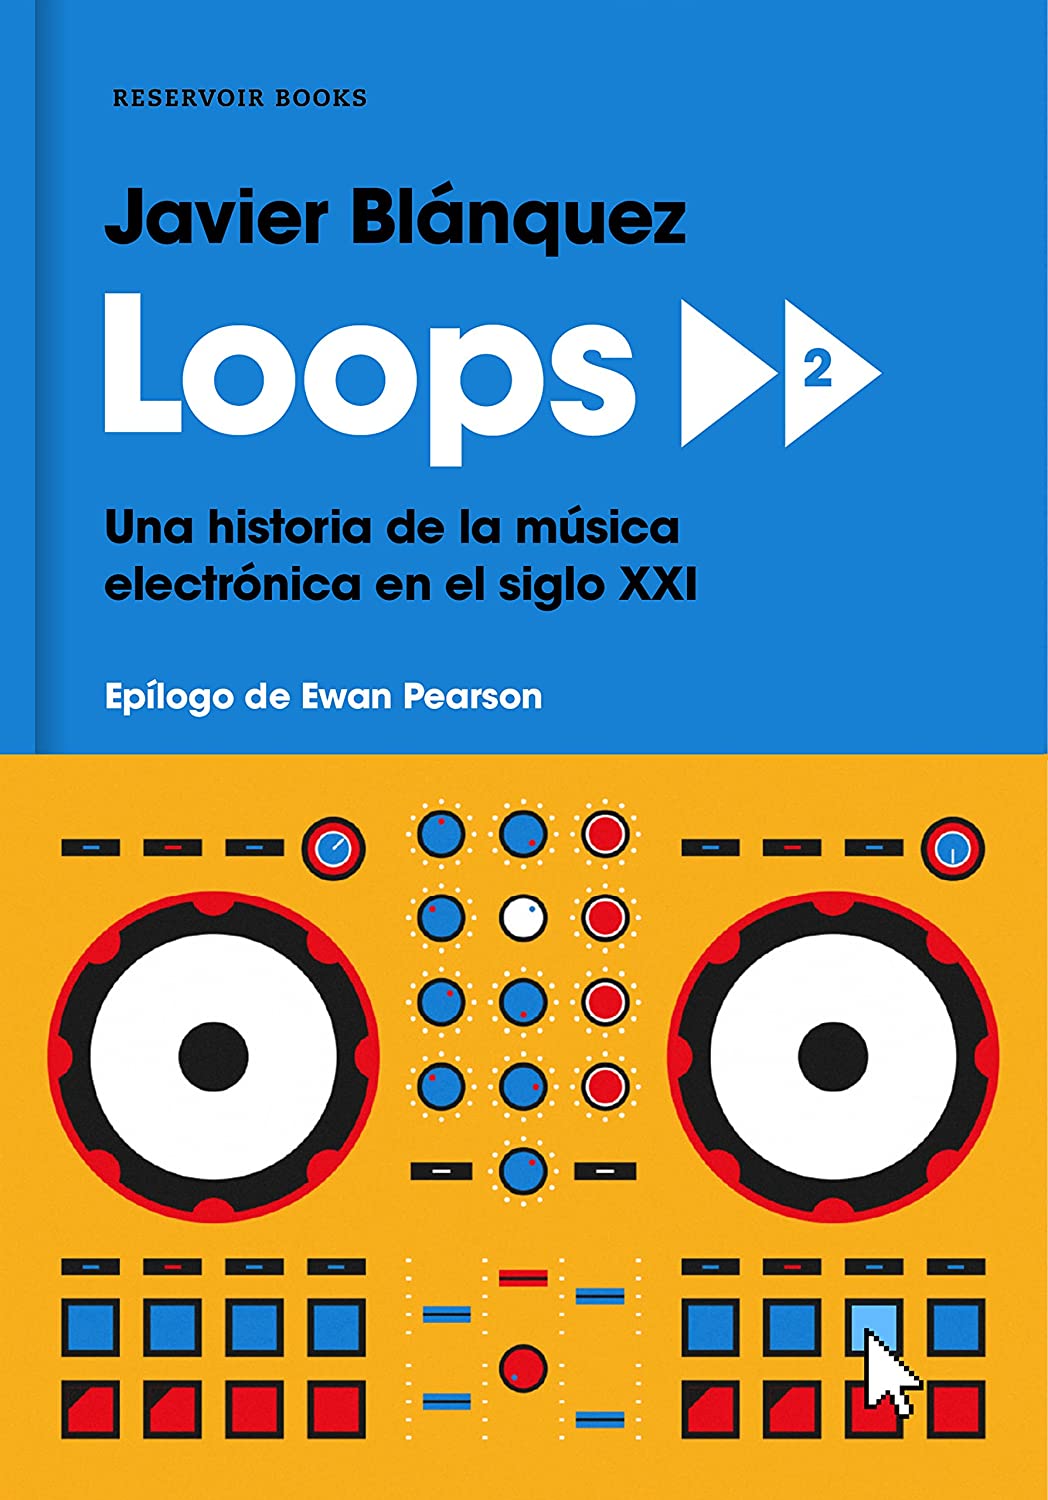 RESERVOIR BOOKS
Javier Blánquez
Loops 2
Una historia de la música
electrónica en el siglo XXI
Epílogo de Ewan Pearson